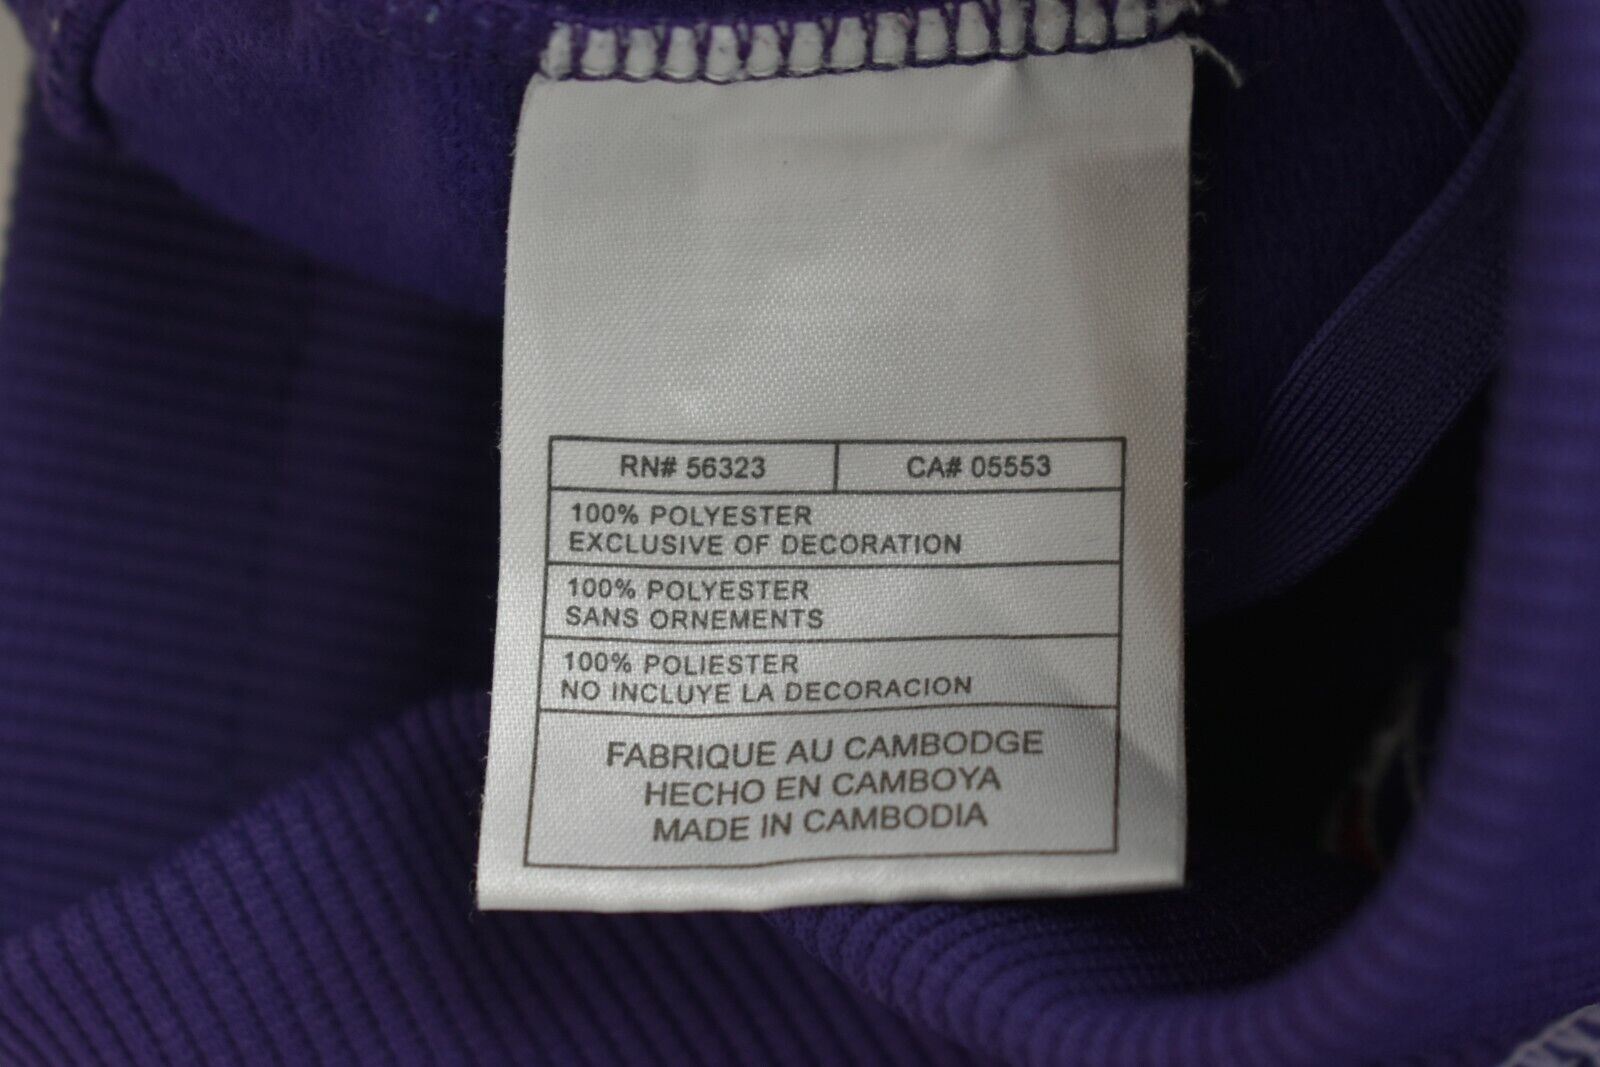 RN# 56323 CA# 05553
100% POLYESTER
EXCLUSIVE OF DECORATION
100% POLYESTER
SANS ORNEMENTS
100% POLIESTER
NO INCLUYE LA DECORACION
FABRIQUE AU CAMBODGE
HECHO EN CAMBOYA
MADE IN CAMBODIA